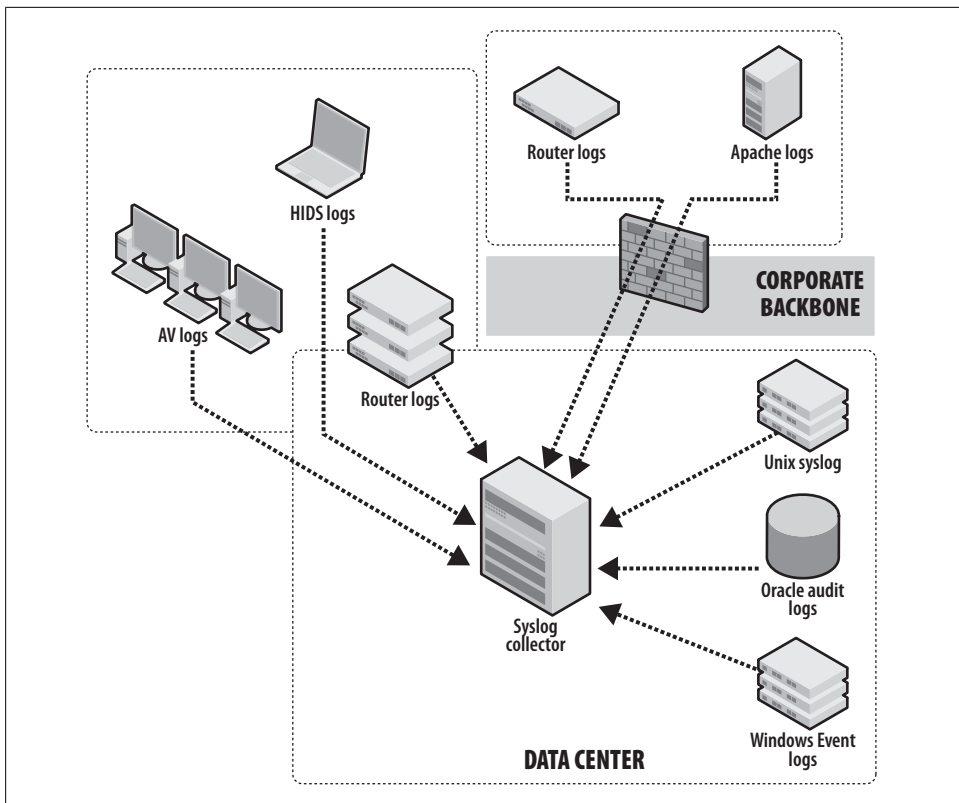 Router logs
Apache logs
HIDS logs
CORPORATE
BACKBONE
AV logs
Router logs
Unix syslog
Oracle audit
logs
Syslog
collector
Windows Event
logs
DATA CENTER